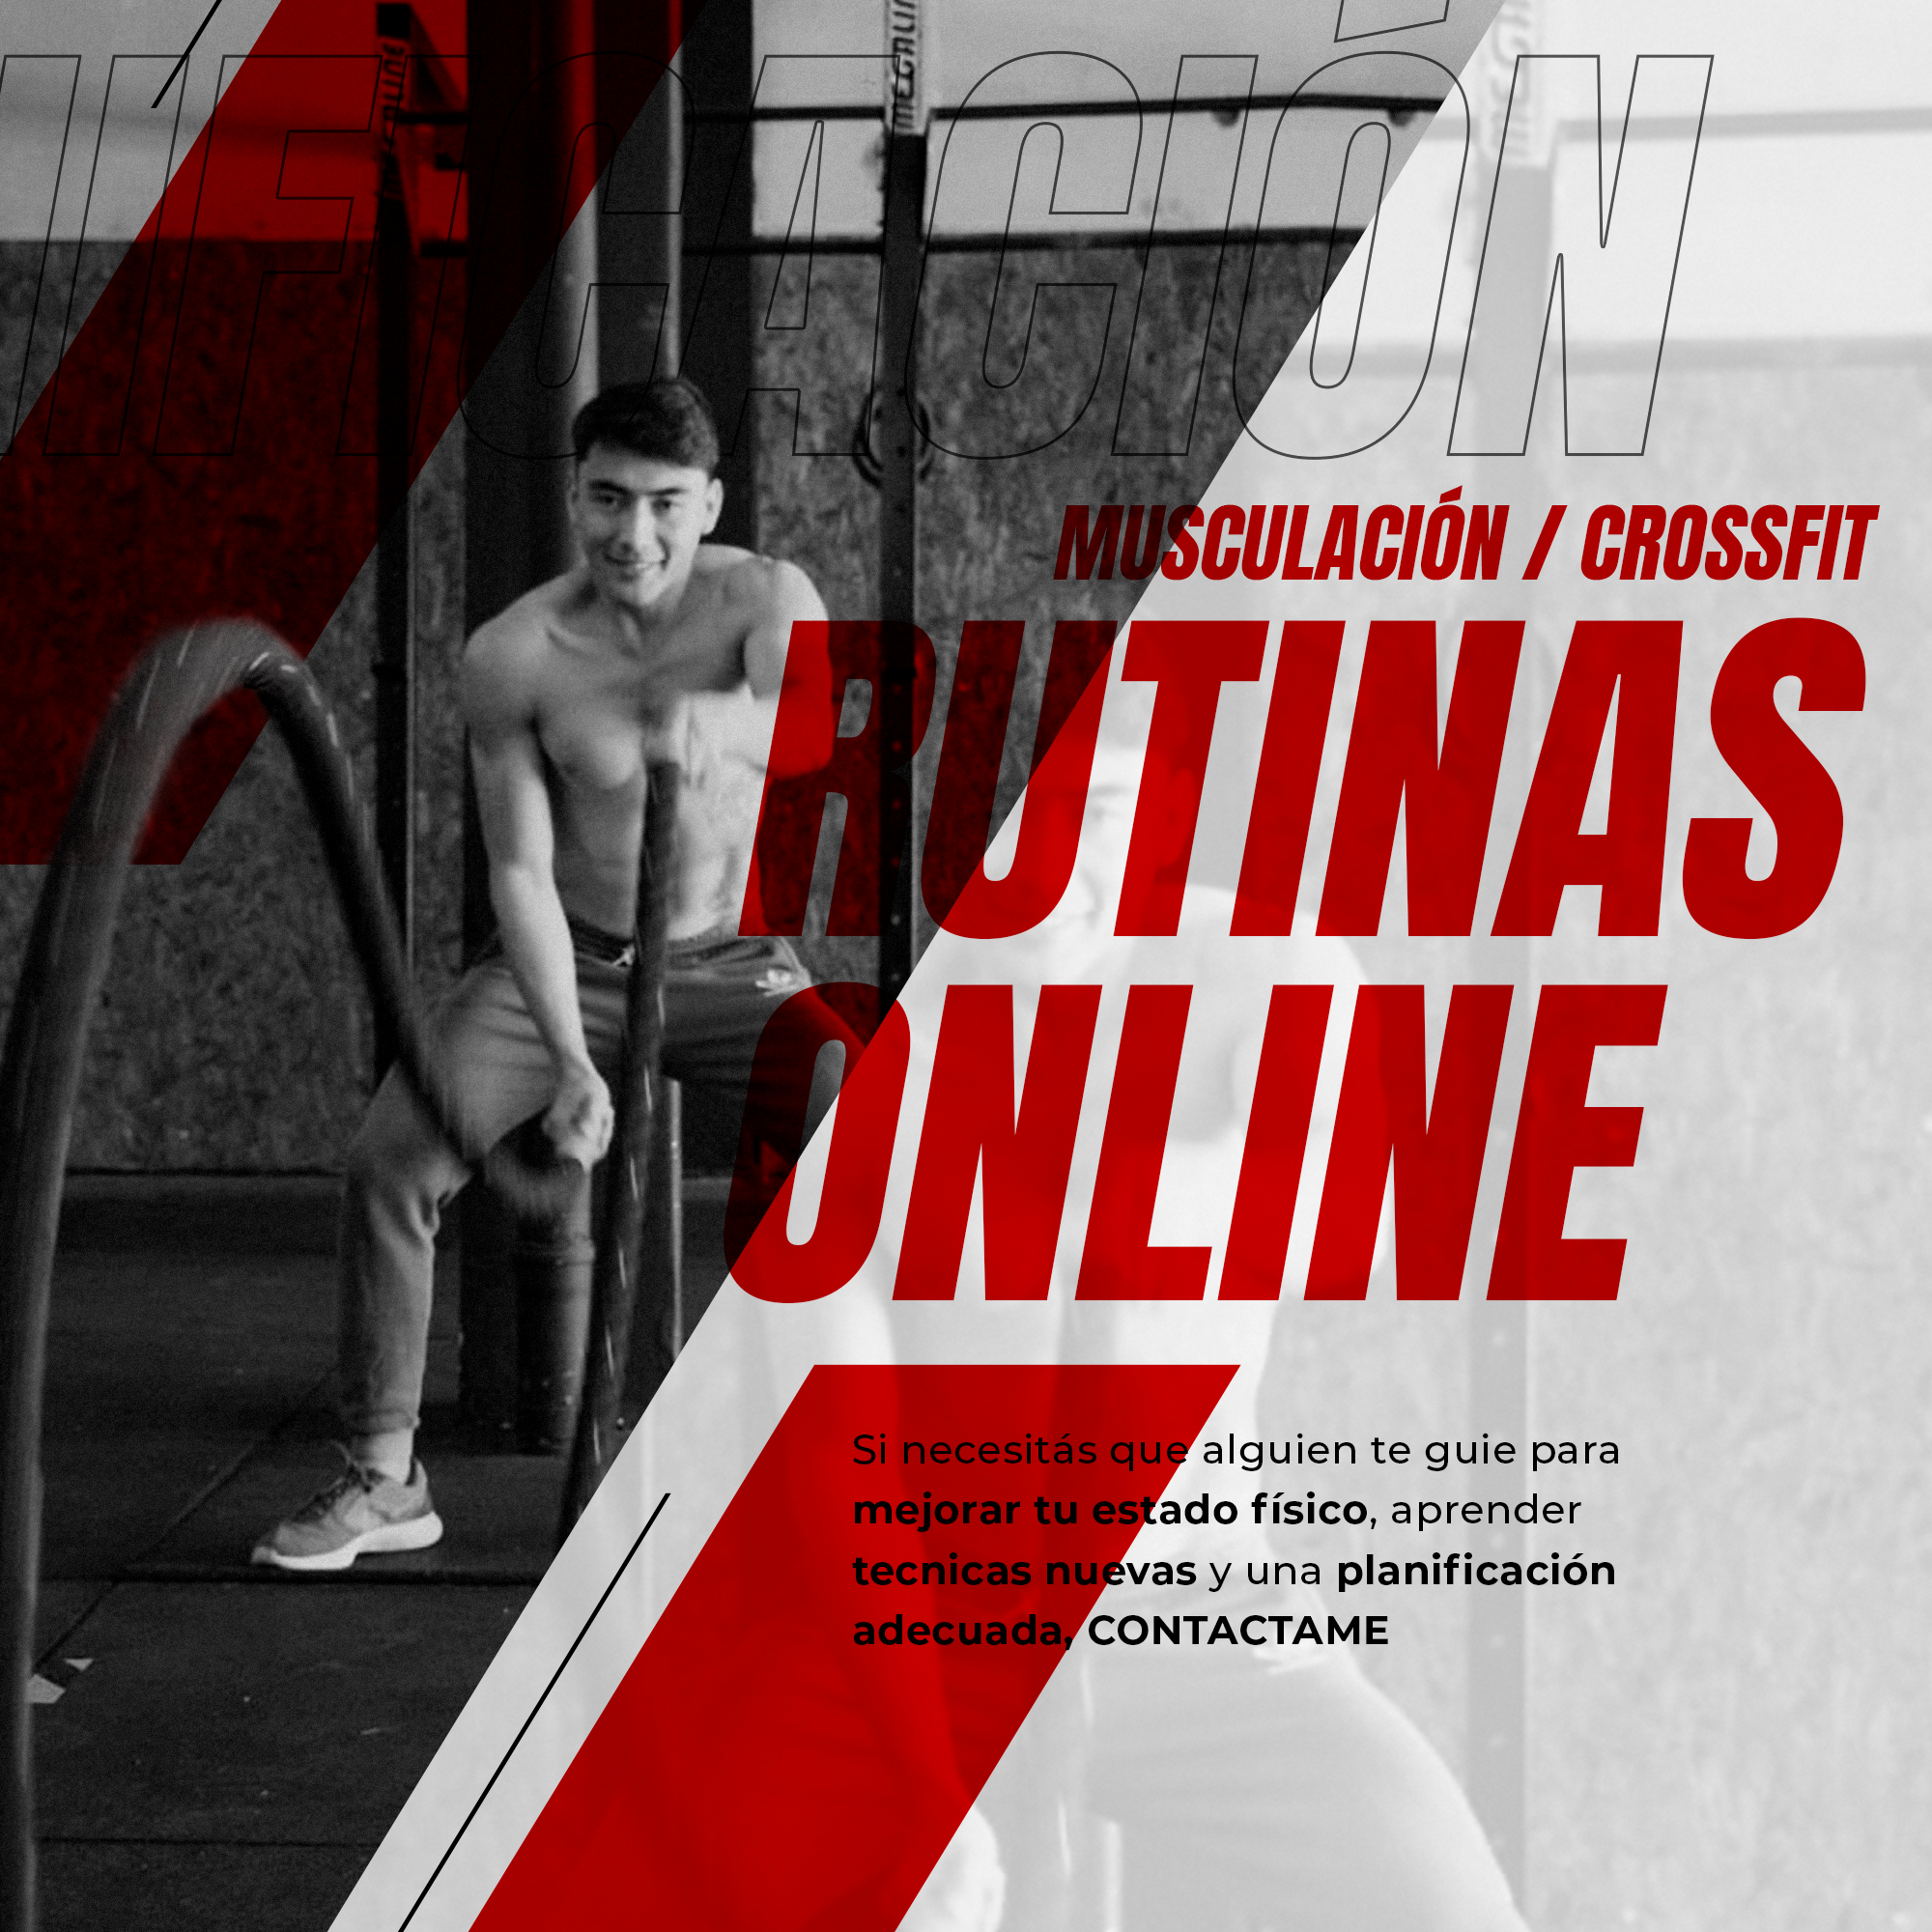 IFICACIÓN
MUSCULACIÓN / CROSSFIT
RUTINAS
ONLINE
Si necesitás que alguien te guie para
mejorar tu estado físico, aprender
tecnicas nuevas y una planificación
adecuada, CONTACTAME